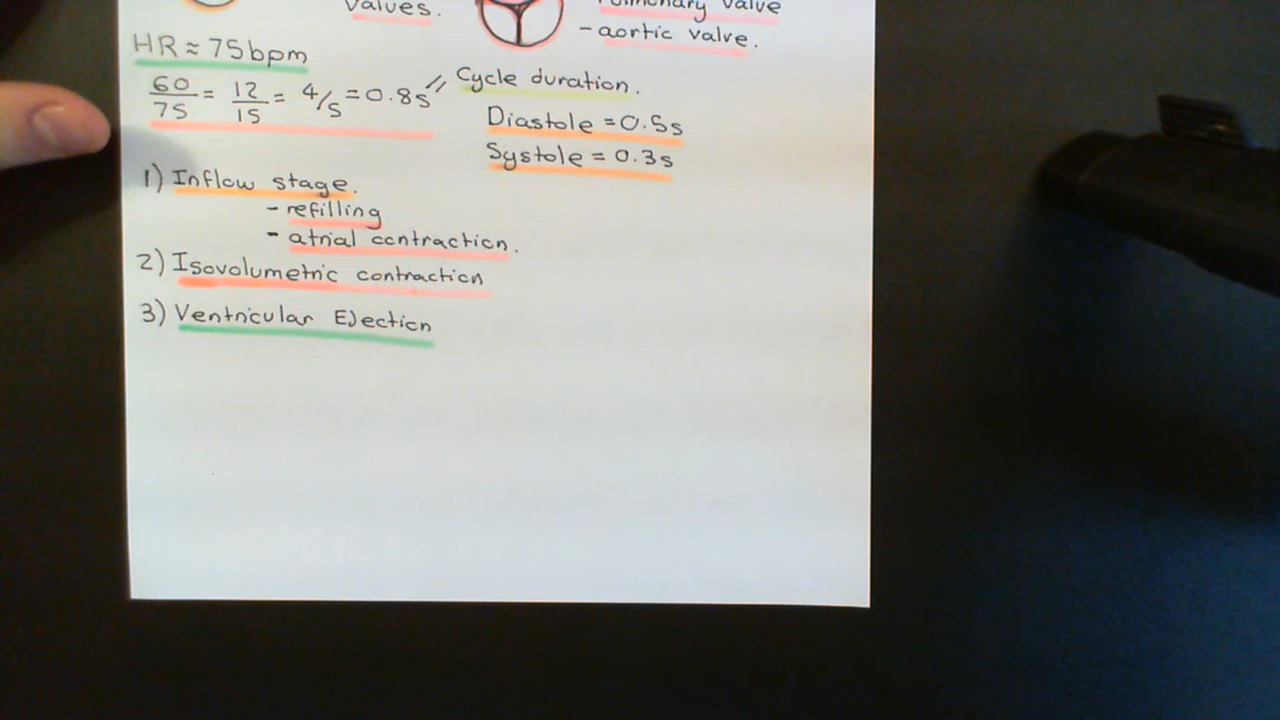 values.
Pulmonary valve
- aortic valve.
HR ≈ 75bpm
60/75 = 12/15 = 4/5 = 0.8s // Cycle duration.
Diastole = 0.5s
Systole = 0.3s
1) Inflow stage.
- refilling
- atrial contraction.
2) Isovolumetric contraction
3) Ventricular Ejection